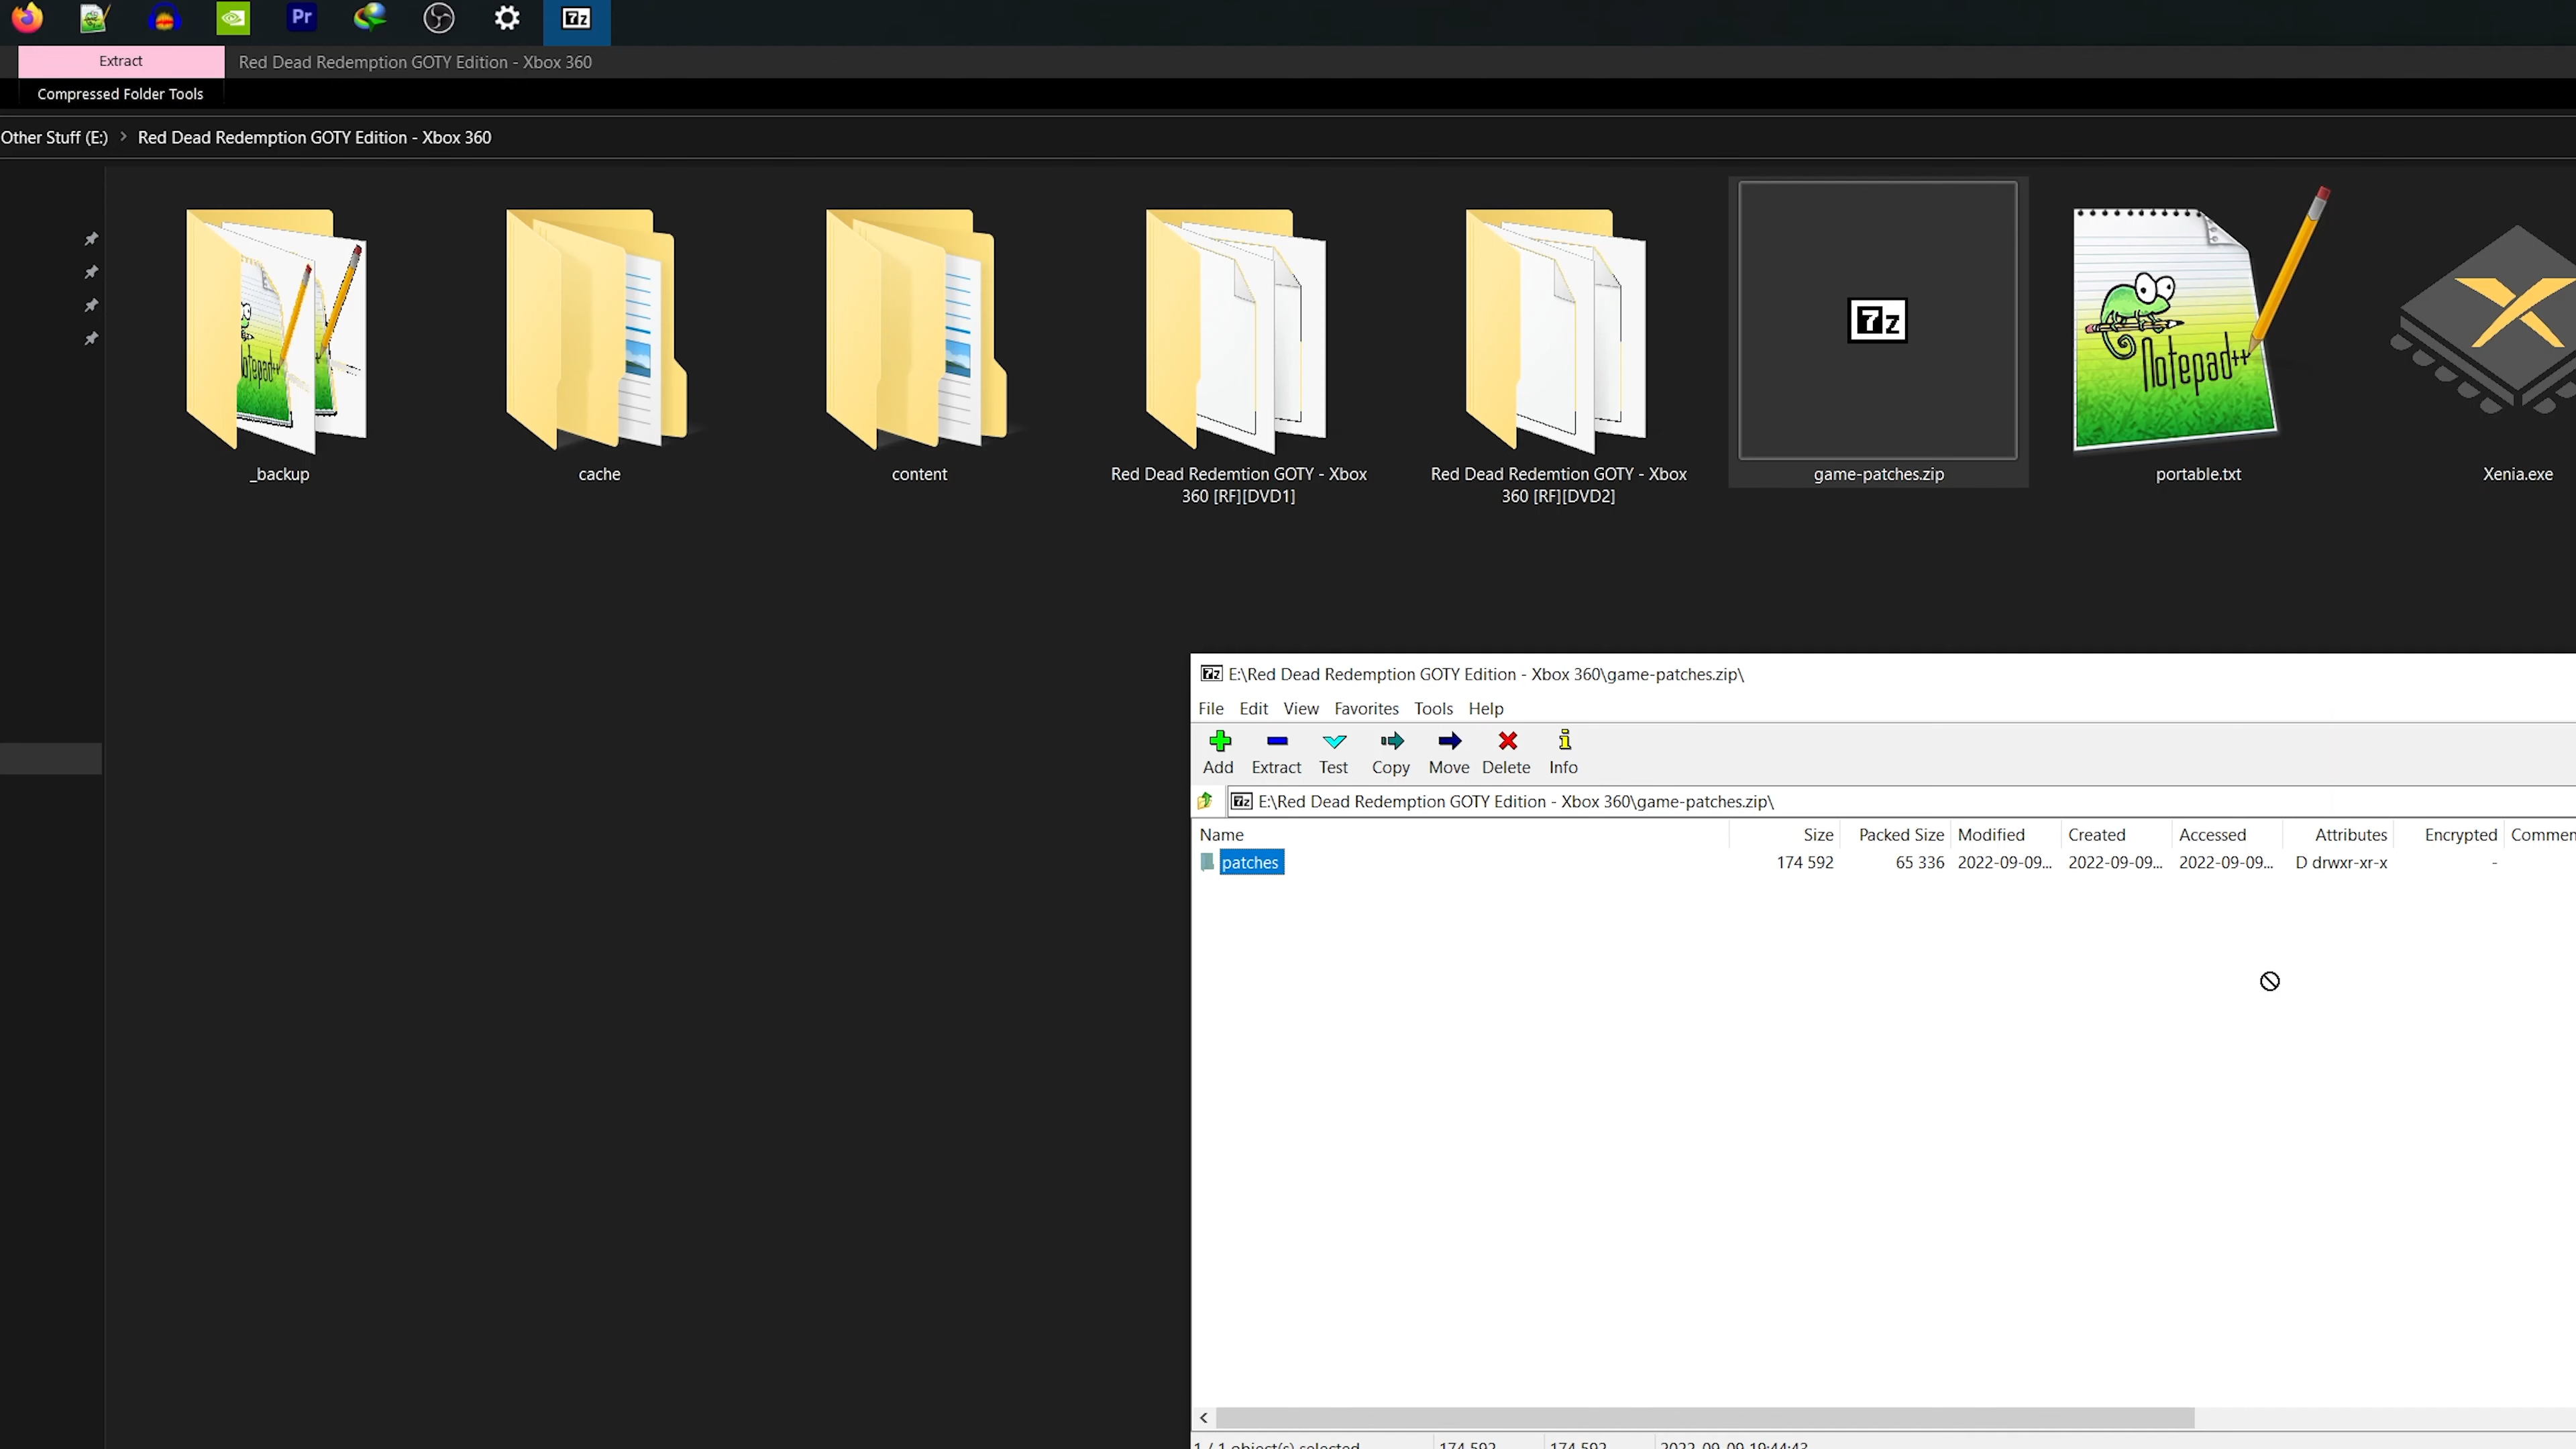 Pr
7z
Extract
Red Dead Redemption GOTY Edition - Xbox 360
Compressed Folder Tools
Other Stuff (E:) > Red Dead Redemption GOTY Edition - Xbox 360
7z
Notepad++
_backup
cache
content
Red Dead Redemtion GOTY - Xbox
360 [RF][DVD1]
Red Dead Redemtion GOTY - Xbox
360 [RF][DVD2]
game-patches.zip
portable.txt
Xenia.exe
7z E:\Red Dead Redemption GOTY Edition - Xbox 360\game-patches.zip\
File Edit View Favorites Tools Help
Add Extract Test Copy Move Delete Info
7z E:\Red Dead Redemption GOTY Edition - Xbox 360\game-patches.zip\
Name Size Packed Size Modified Created Accessed Attributes Encrypted Commen
patches 174 592 65 336 2022-09-09... 2022-09-09... 2022-09-09... D drwxr-xr-x -
1 / 1 object(s) selected 174 592 174 592 2022-09-09 19:44:43